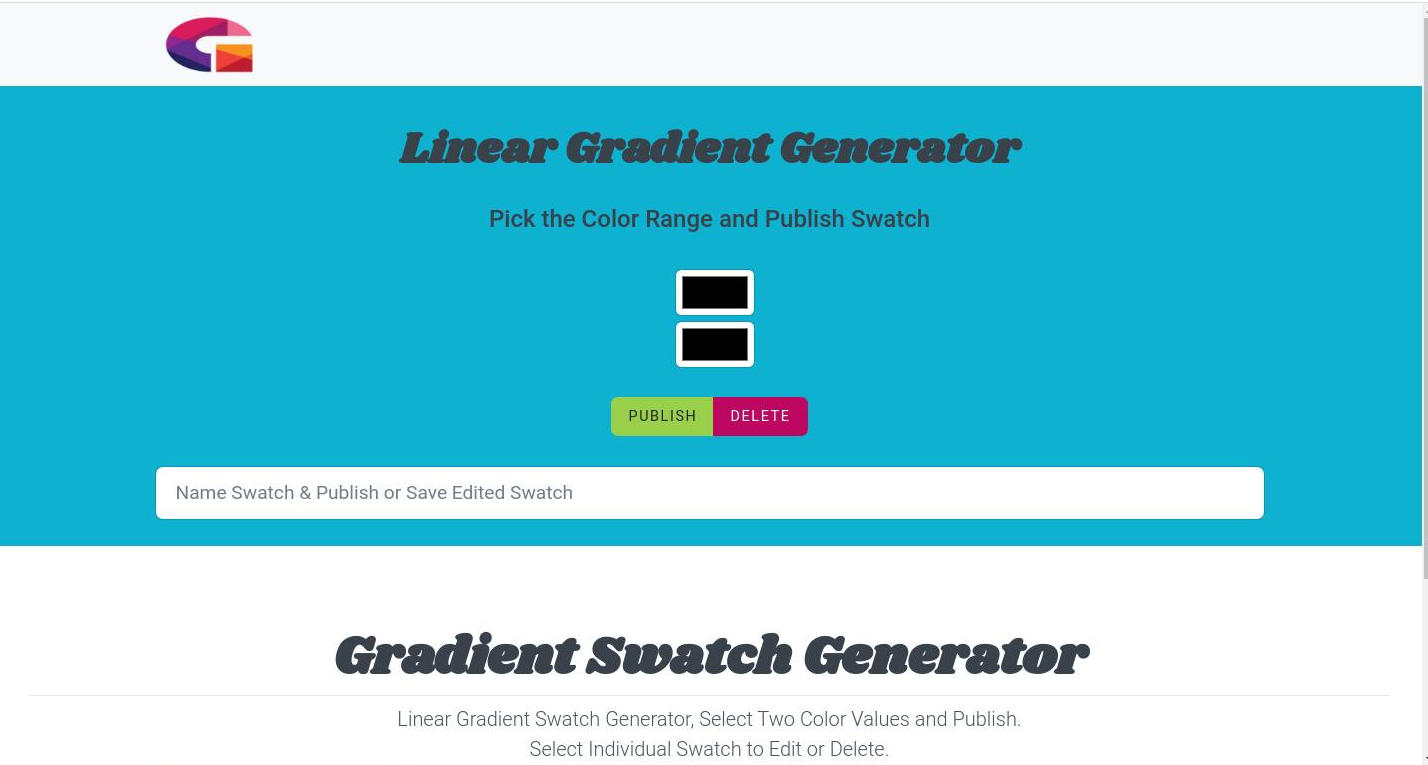 Linear Gradient Generator
Pick the Color Range and Publish Swatch
PUBLISH DELETE
Name Swatch & Publish or Save Edited Swatch
Gradient Swatch Generator
Linear Gradient Swatch Generator, Select Two Color Values and Publish.
Select Individual Swatch to Edit or Delete.